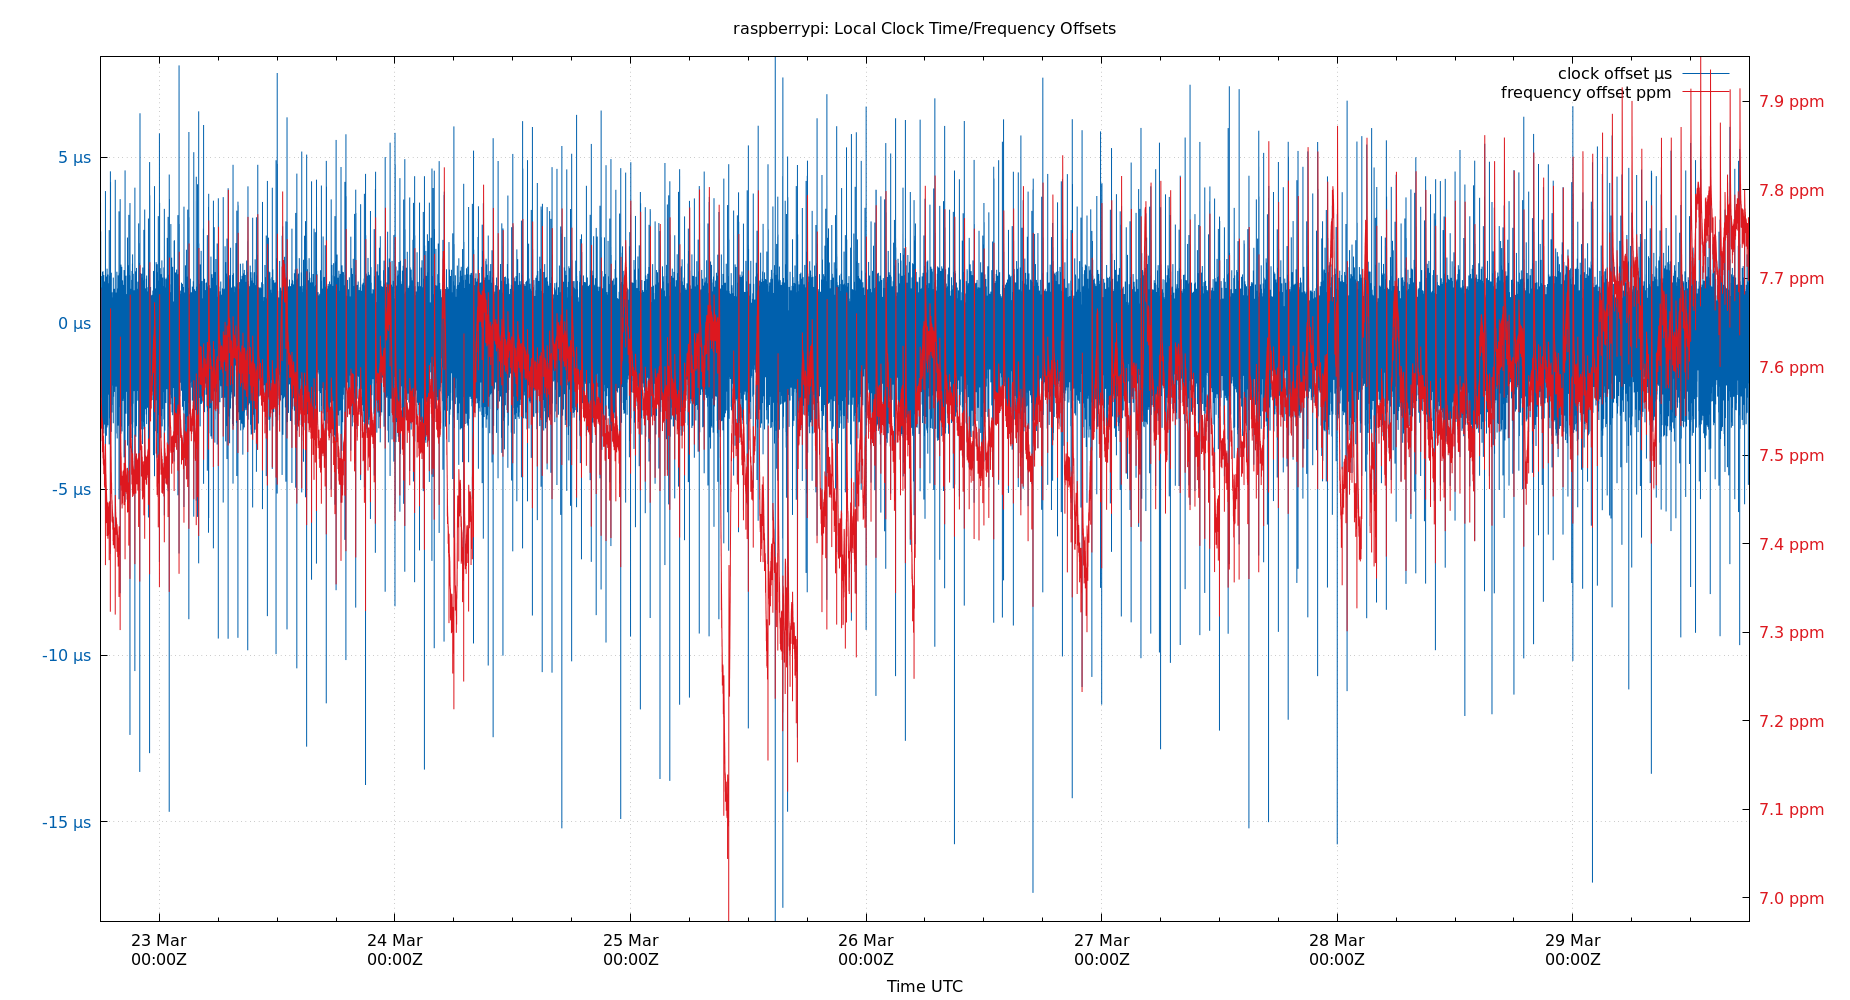 raspberrypi: Local Clock Time/Frequency Offsets
clock offset µs
frequency offset ppm
5 µs
0 µs
-5 µs
-10 µs
-15 µs
7.9 ppm
7.8 ppm
7.7 ppm
7.6 ppm
7.5 ppm
7.4 ppm
7.3 ppm
7.2 ppm
7.1 ppm
7.0 ppm
23 Mar
00:00Z
24 Mar
00:00Z
25 Mar
00:00Z
26 Mar
00:00Z
27 Mar
00:00Z
28 Mar
00:00Z
29 Mar
00:00Z
Time UTC